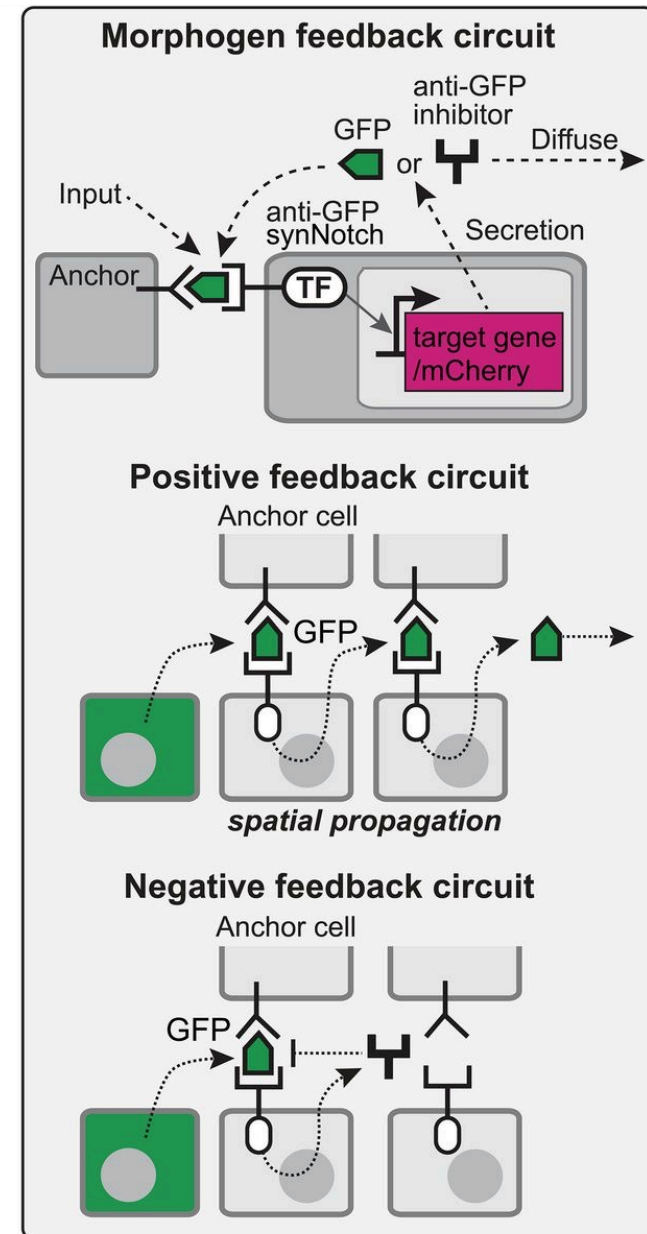 Morphogen feedback circuit
anti-GFP
inhibitor
GFP
or
Diffuse
Input
anti-GFP
synNotch
Secretion
Anchor
TF
target gene
/mCherry
Positive feedback circuit
Anchor cell
GFP
spatial propagation
Negative feedback circuit
Anchor cell
GFP